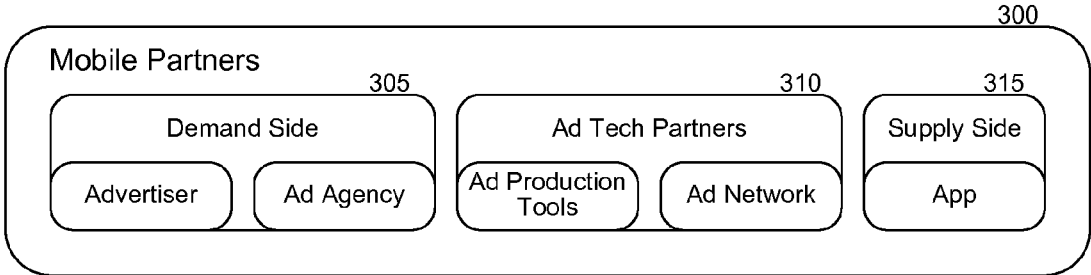 300
Mobile Partners
305
310
315
Demand Side
Ad Tech Partners
Supply Side
Advertiser
Ad Agency
Ad Production
Tools
Ad Network
App